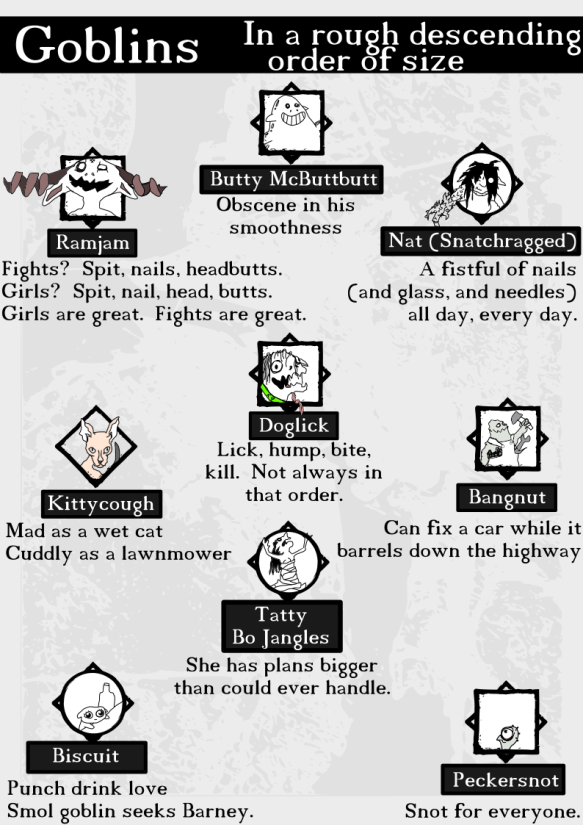 Goblins
In a rough descending
order of size
Butty McButtbutt
Obscene in his
smoothness
Ramjam
Fights? Spit, nails, headbutts.
Girls? Spit, nail, head, butts.
Girls are great. Fights are great.
Nat (Snatchragged)
A fistful of nails
(and glass, and needles)
all day, every day.
Doglick
Lick, hump, bite,
kill. Not always in
that order.
Kittycough
Mad as a wet cat
Cuddly as a lawnmower
Bangnut
Can fix a car while it
barrels down the highway
Tatty
Bo Jangles
She has plans bigger
than could ever handle.
Biscuit
Punch drink love
Smol goblin seeks Barney.
Peckersnot
Snot for everyone.